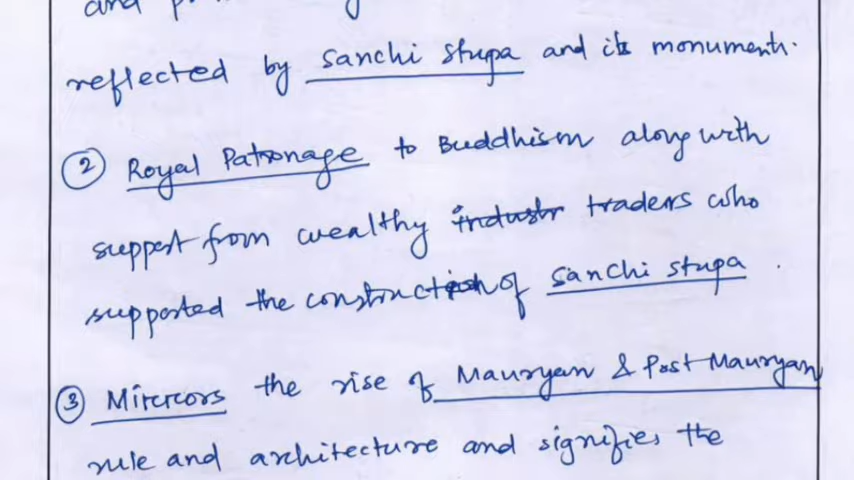 and
reflected by Sanchi Stupa and its monuments.
② Royal Patronage to Buddhism along with
support from wealthy industr traders who
supported the construction of Sanchi Stupa.
③ Mirrors the rise of Mauryan & Post Mauryan
rule and architecture and signifies the